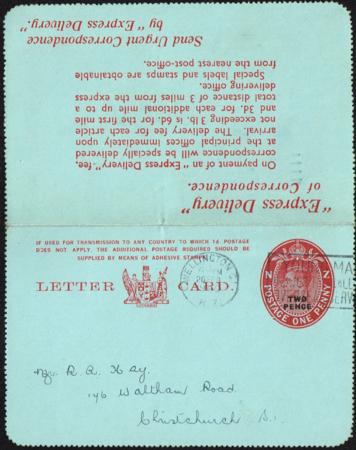 Send Urgent Correspondence
by "Express Delivery."
"Express Delivery"
of Correspondence.
On payment of an "Express Delivery" fee,
correspondence will be specially delivered
at the principal offices immediately upon
arrival. The delivery fee for each article
not exceeding 3 lb. is 6d. for the first mile
and 3d. for each additional mile up to a
total distance of 3 miles from the express
delivering office.
Special labels and stamps are obtainable
from the nearest post-office.
IF USED FOR TRANSMISSION TO ANY COUNTRY TO WHICH 1d. POSTAGE
DOES NOT APPLY, THE ADDITIONAL POSTAGE REQUIRED SHOULD BE
SUPPLIED BY MEANS OF ADHESIVE STAMPS.
LETTER CARD.
WELLINGTON
N.Z.
N Z
TWO
PENCE
POSTAGE ONE PENNY
Mr. R. A. Hay.
146 Waltham Road.
Christchurch S.